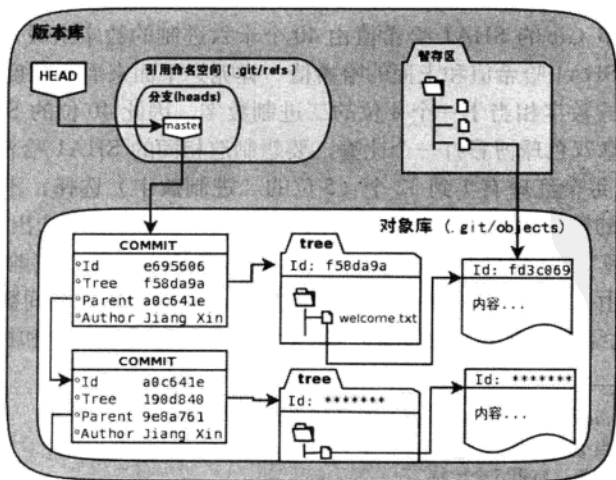 版本库
HEAD
引用命名空间 (.git/refs)
分支(heads)
master
暂存区
对象库 (.git/objects)
COMMIT
Id e695606
Tree f58da9a
Parent a0c641e
Author Jiang Xin
tree
Id: f58da9a
welcome.txt
Id: fd3c069
内容...
COMMIT
Id a0c641e
Tree 190d840
Parent 9e8a761
Author Jiang Xin
tree
Id: *******
Id: *******
内容...